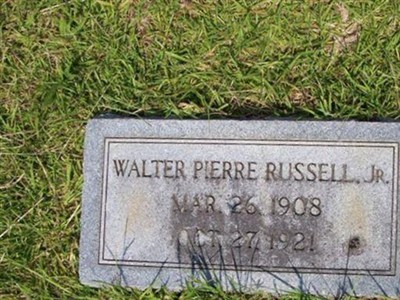 WALTER PIERRE RUSSELL, JR.
MAR. 26, 1908
OCT. 27, 1921